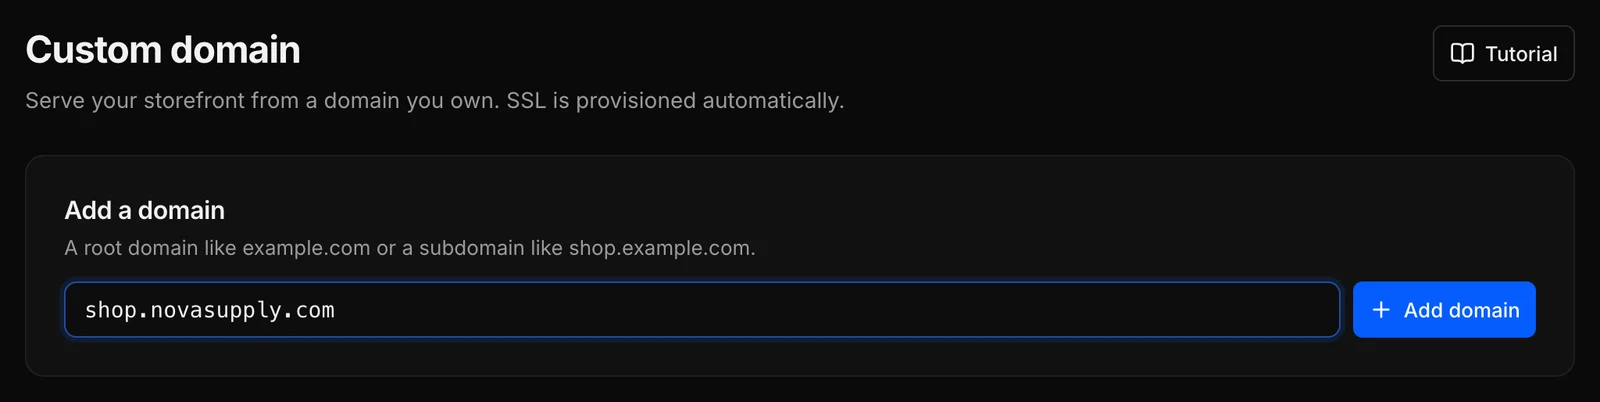 Custom domain
Tutorial
Serve your storefront from a domain you own. SSL is provisioned automatically.
Add a domain
A root domain like example.com or a subdomain like shop.example.com.
shop.novasupply.com
Add domain